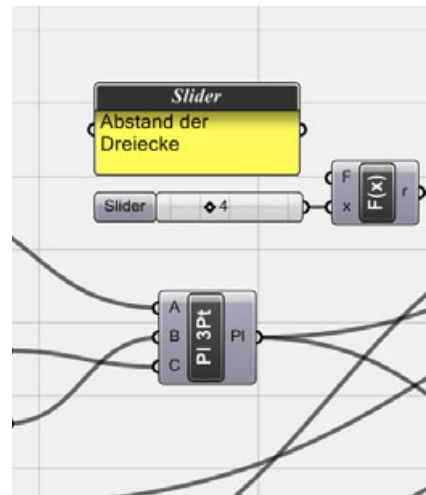 Slider
Abstand der
Dreiecke
Slider 4
F
x
F(x)
r
A
B
C
Pl 3Pt
Pl